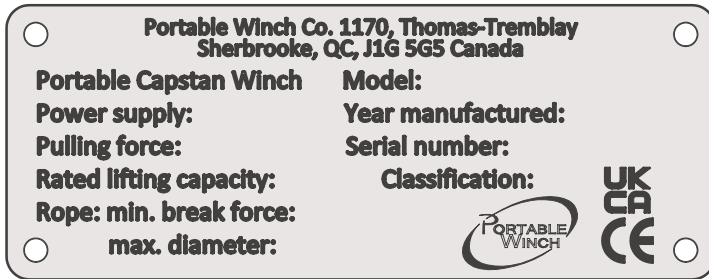 Portable Winch Co. 1170, Thomas-Tremblay
Sherbrooke, QC, J1G 5G5 Canada
Portable Capstan Winch Model:
Power supply: Year manufactured:
Pulling force: Serial number:
Rated lifting capacity: Classification:
Rope: min. break force:
max. diameter:
UK
CA
CE
PORTABLE
WINCH